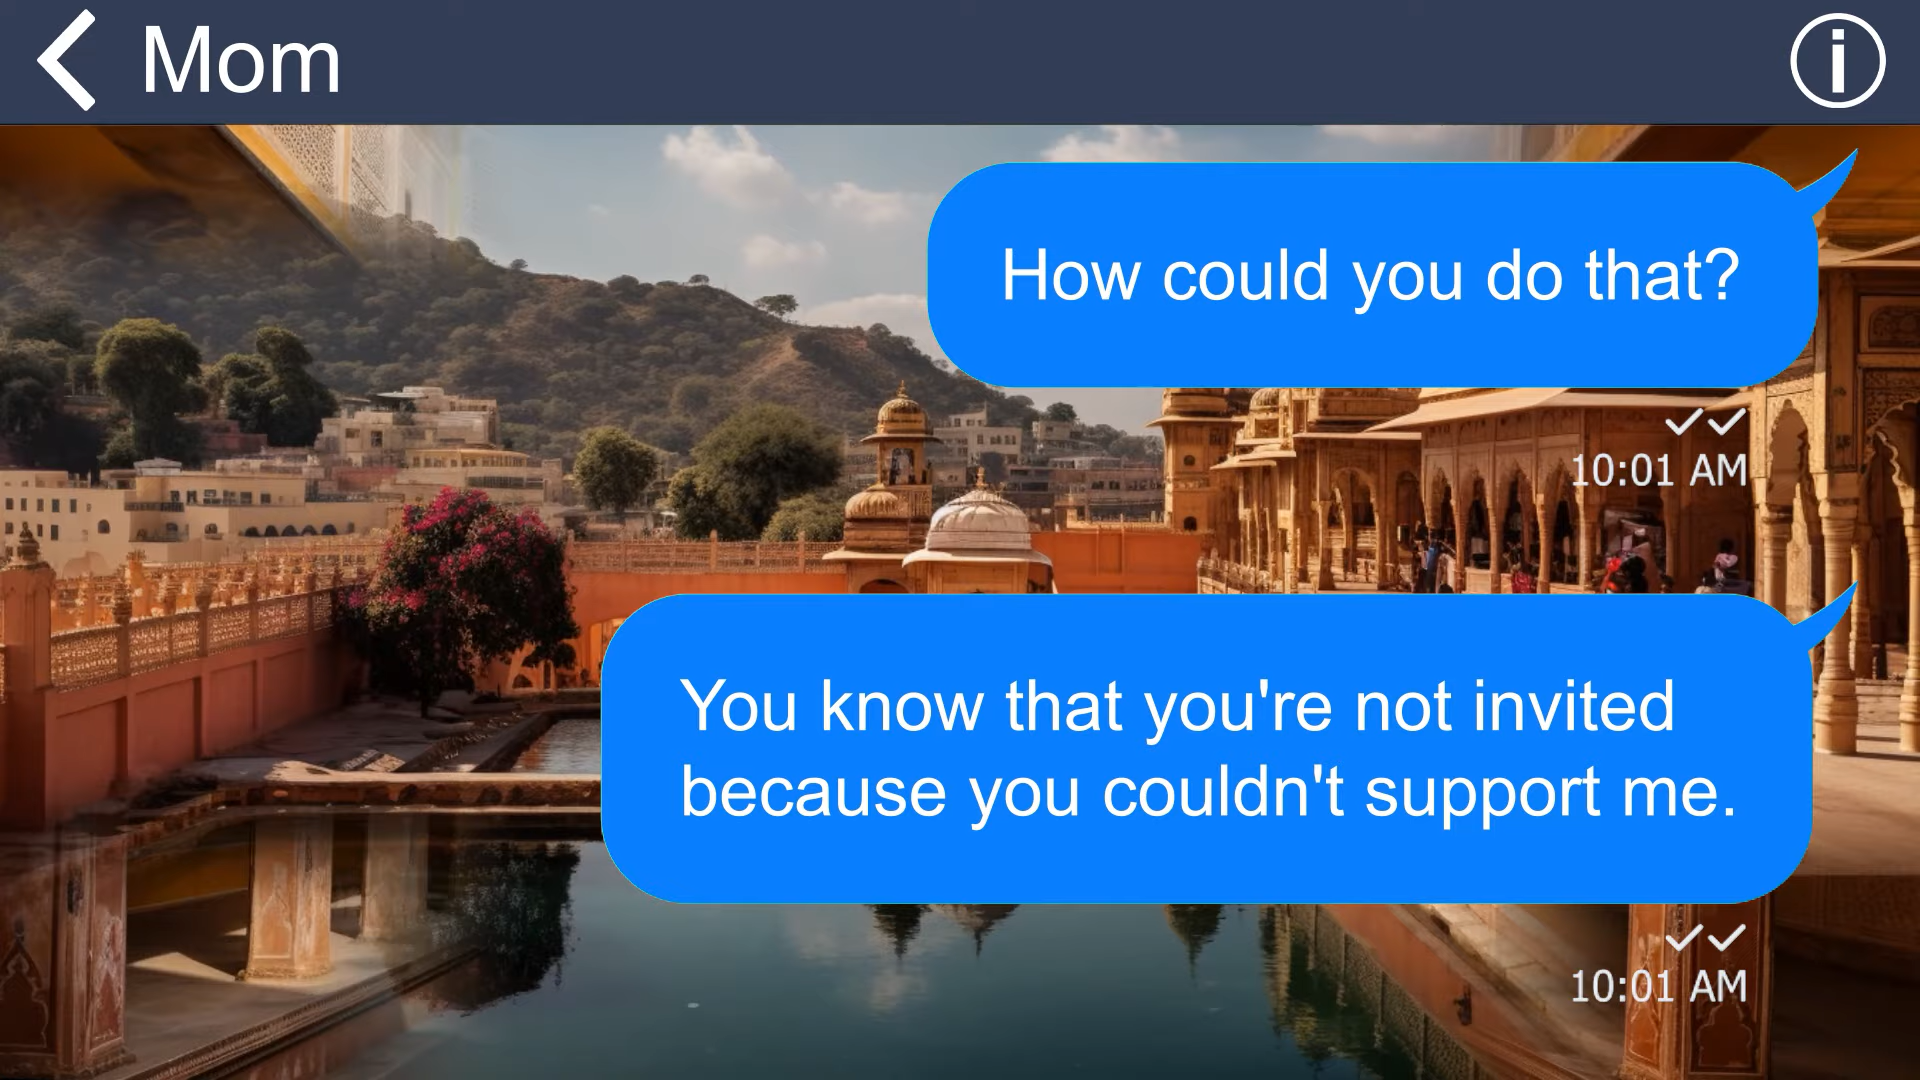 Mom
How could you do that?
10:01 AM
You know that you're not invited
because you couldn't support me.
10:01 AM